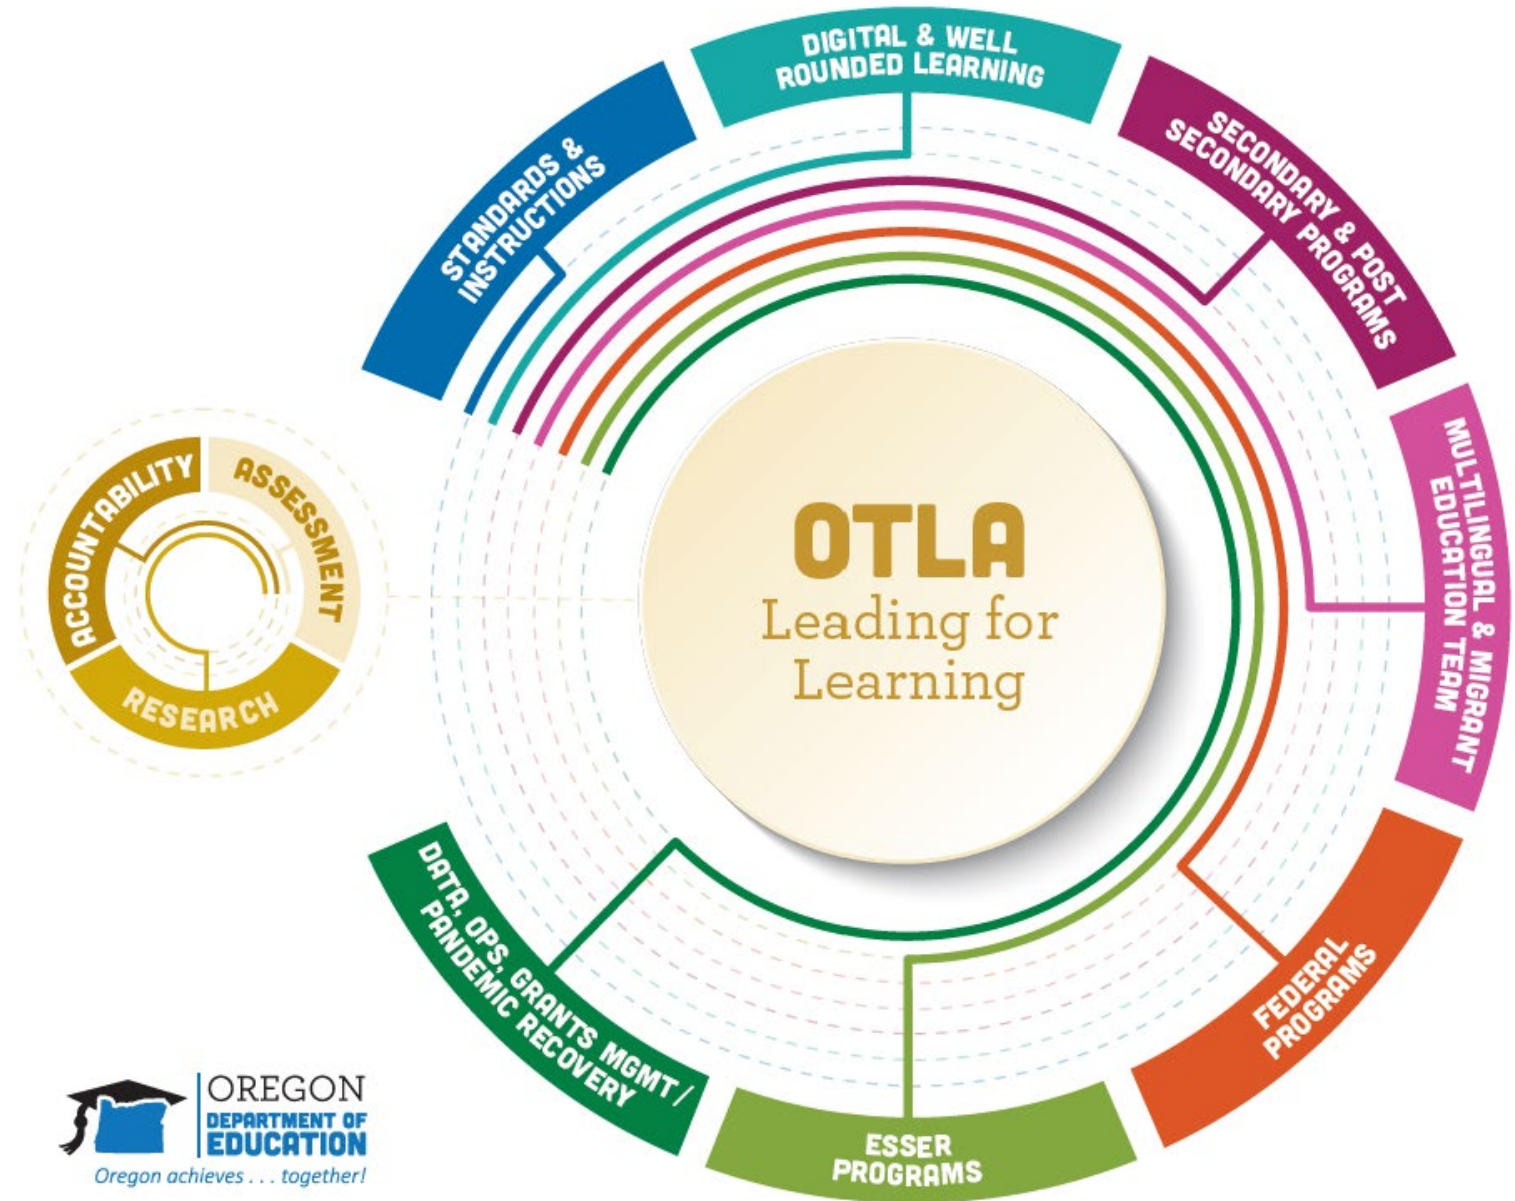 DIGITAL & WELL
ROUNDED LEARNING
SECONDARY & POST
SECONDARY PROGRAMS
MULTILINGUAL & MIGRANT
EDUCATION TEAM
FEDERAL
PROGRAMS
ESSER
PROGRAMS
DATA, OPS, GRANTS MGMT /
PANDEMIC RECOVERY
STANDARDS &
INSTRUCTIONS
ACCOUNTABILITY
ASSESSMENT
RESEARCH
OTLA
Leading for
Learning
OREGON
DEPARTMENT OF
EDUCATION
Oregon achieves . . . together!